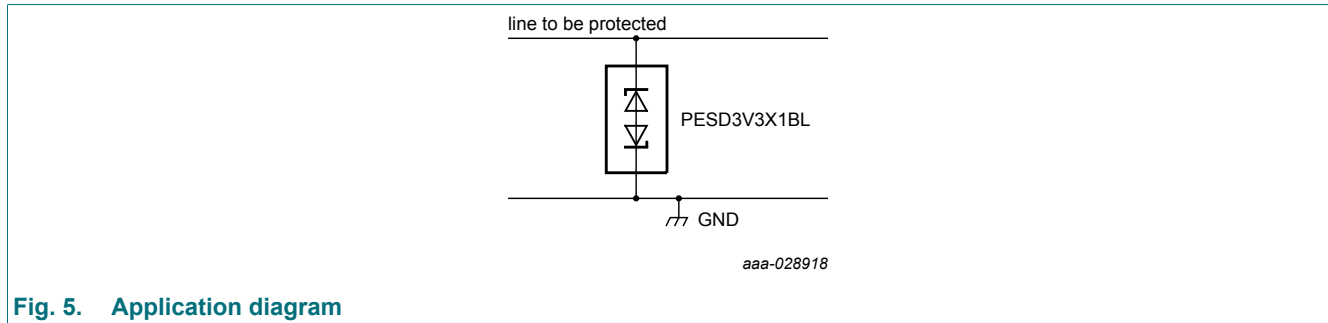 line to be protected
PESD3V3X1BL
GND
aaa-028918
Fig. 5. Application diagram